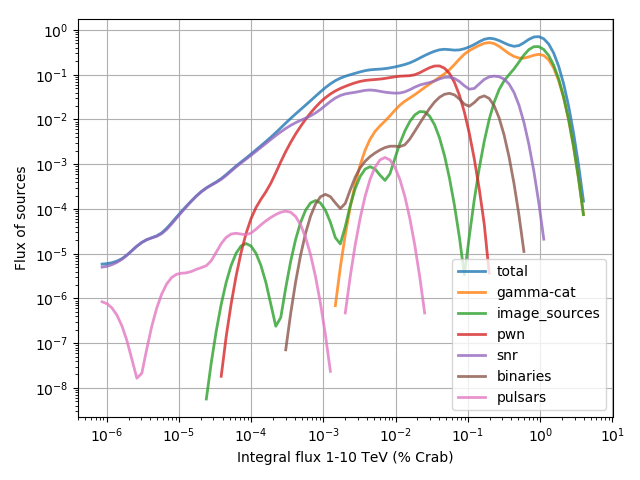 10⁰
10⁻¹
10⁻²
10⁻³
10⁻⁴
10⁻⁵
10⁻⁶
10⁻⁷
10⁻⁸
Flux of sources
total
gamma-cat
image_sources
pwn
snr
binaries
pulsars
10⁻⁶ 10⁻⁵ 10⁻⁴ 10⁻³ 10⁻² 10⁻¹ 10⁰ 10¹
Integral flux 1-10 TeV (% Crab)